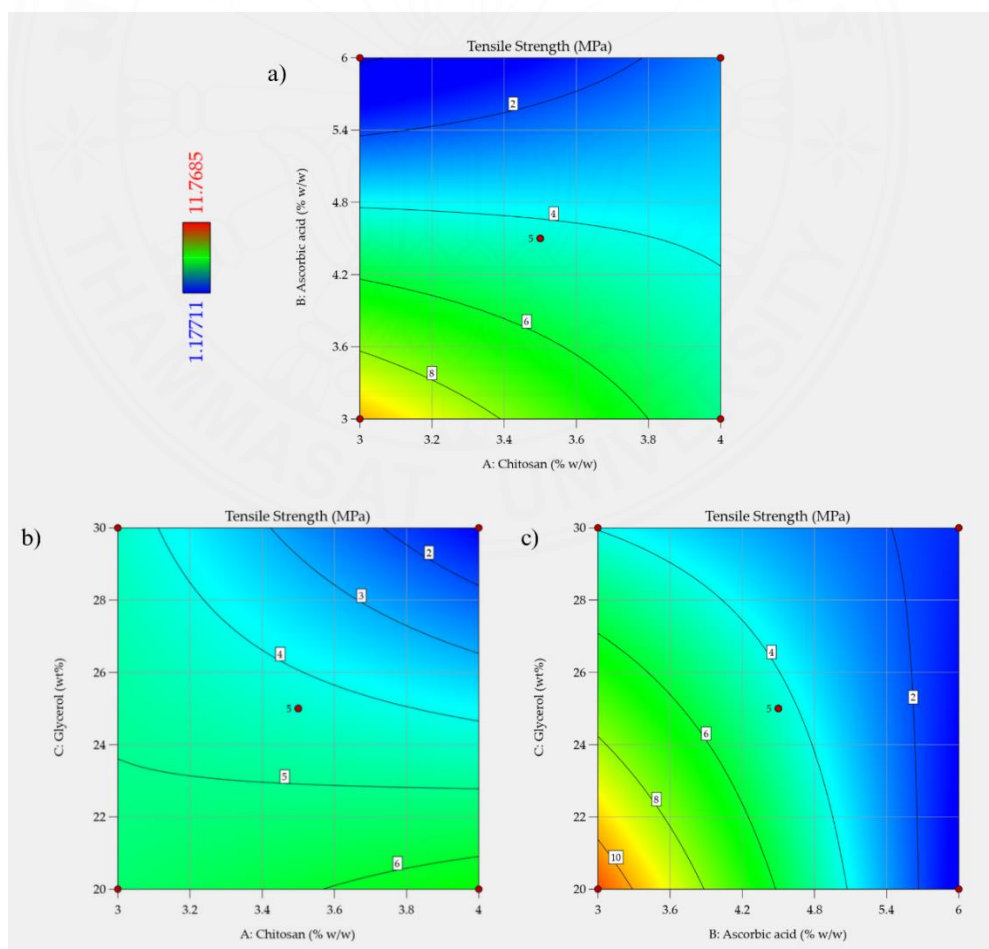 Tensile Strength (MPa)
a)
11.7685
1.17711
B: Ascorbic acid (% w/w)
6
5.4
4.8
4.2
3.6
3
2
4
5
6
8
3 3.2 3.4 3.6 3.8 4
A: Chitosan (% w/w)
b)
Tensile Strength (MPa)
C: Glycerol (wt%)
30
28
26
24
22
20
2
3
4
5
5
6
3 3.2 3.4 3.6 3.8 4
A: Chitosan (% w/w)
c)
Tensile Strength (MPa)
C: Glycerol (wt%)
30
28
26
24
22
20
4
2
5
6
8
10
3 3.6 4.2 4.8 5.4 6
B: Ascorbic acid (% w/w)
THAMMASAT UNIVERSITY